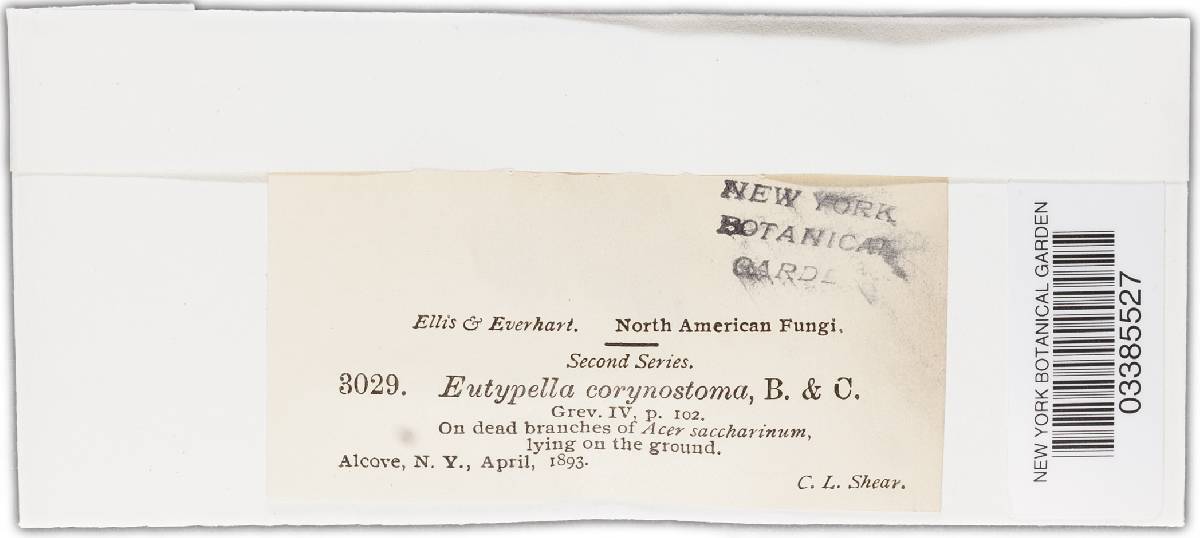 NEW YORK
BOTANICAL
Ellis & Everhart. North American Fungi.
Second Series.
3029. Eutypella corynostoma, B. & C.
Grev. IV, p. 102.
On dead branches of Acer saccharinum,
lying on the ground.
Alcove, N. Y., April, 1893.
C. L. Shear.
NEW YORK BOTANICAL GARDEN
03385527